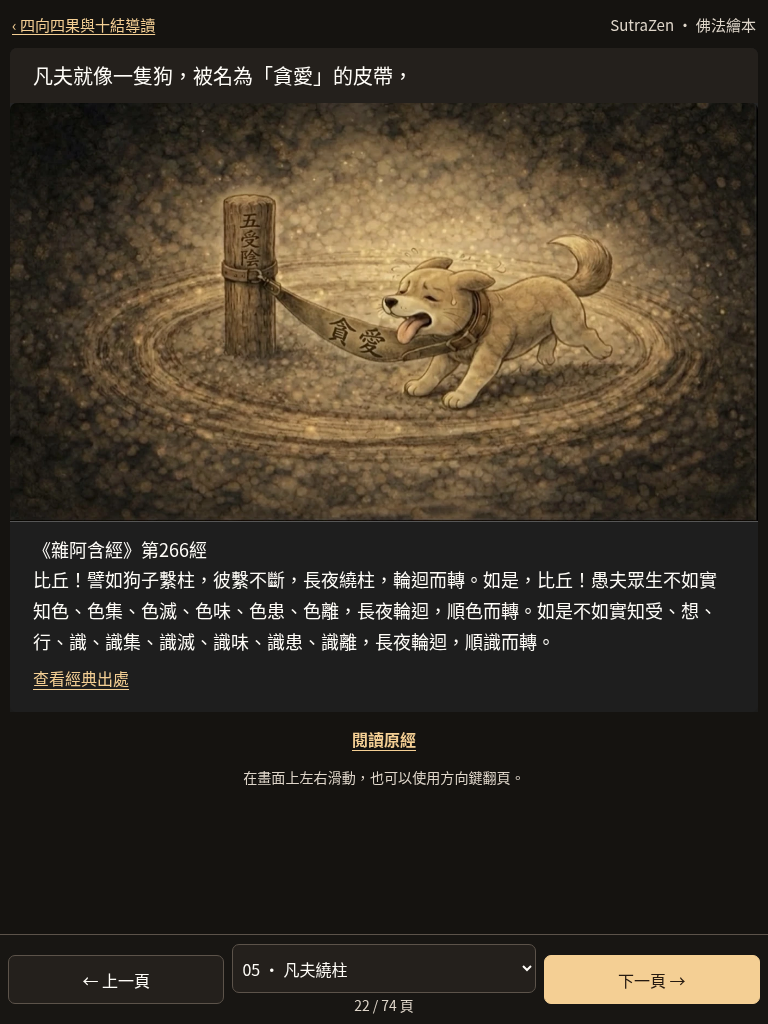 ‹ 四向四果與十結導讀
SutraZen · 佛法繪本
凡夫就像一隻狗，被名為「貪愛」的皮帶，
五受陰
貪愛
《雜阿含經》第266經
比丘！譬如狗子繫柱，彼繫不斷，長夜繞柱，輪迴而轉。如是，比丘！愚夫眾生不如實
知色、色集、色滅、色味、色患、色離，長夜輪迴，順色而轉。如是不如實知受、想、
行、識、識集、識滅、識味、識患、識離，長夜輪迴，順識而轉。
查看經典出處
閱讀原經
在畫面上左右滑動，也可以使用方向鍵翻頁。
← 上一頁
05 · 凡夫繞柱
下一頁 →
22 / 74 頁